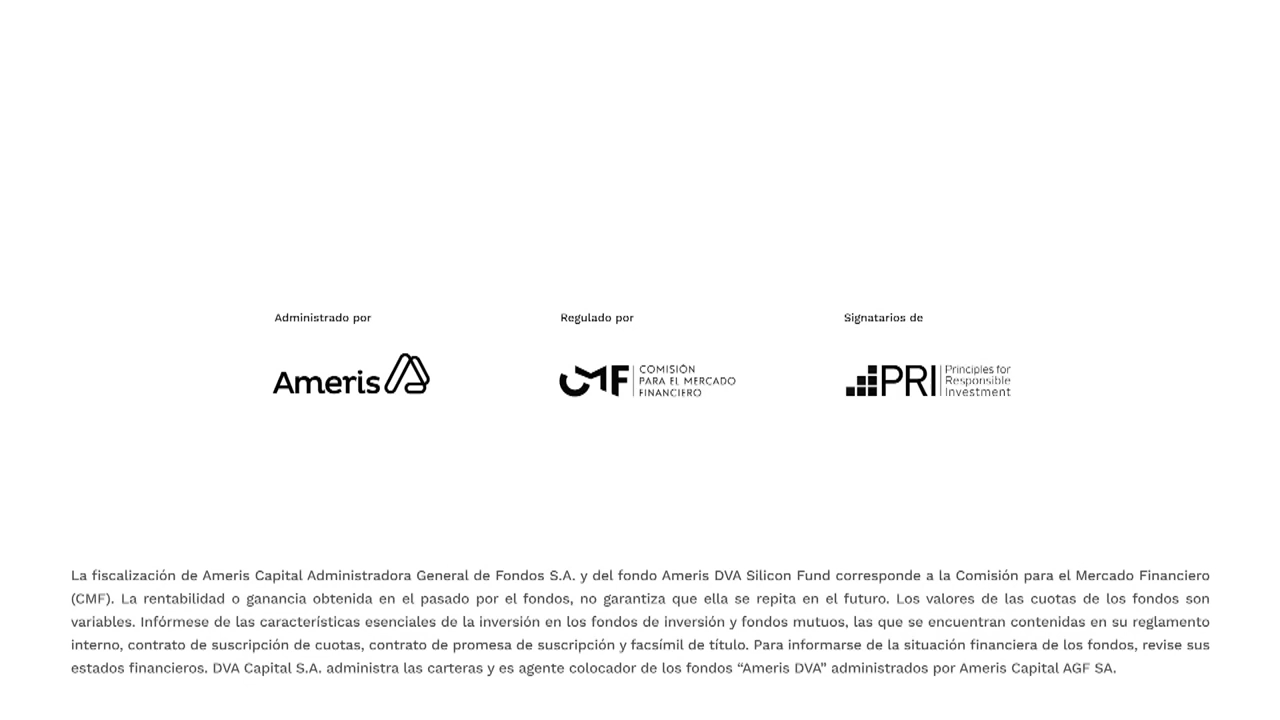 Administrado por
Regulado por
Signatarios de
Ameris
CMF
COMISIÓN
PARA EL MERCADO
FINANCIERO
PRI
Principles for
Responsible
Investment
La fiscalización de Ameris Capital Administradora General de Fondos S.A. y del fondo Ameris DVA Silicon Fund corresponde a la Comisión para el Mercado Financiero
(CMF). La rentabilidad o ganancia obtenida en el pasado por el fondos, no garantiza que ella se repita en el futuro. Los valores de las cuotas de los fondos son
variables. Infórmese de las características esenciales de la inversión en los fondos de inversión y fondos mutuos, las que se encuentran contenidas en su reglamento
interno, contrato de suscripción de cuotas, contrato de promesa de suscripción y facsímil de título. Para informarse de la situación financiera de los fondos, revise sus
estados financieros. DVA Capital S.A. administra las carteras y es agente colocador de los fondos “Ameris DVA” administrados por Ameris Capital AGF SA.